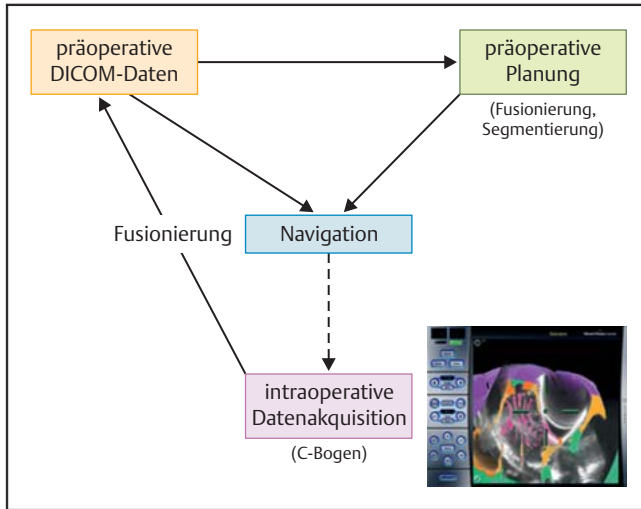 präoperative
DICOM-Daten
präoperative
Planung
(Fusionierung,
Segmentierung)
Fusionierung
Navigation
intraoperative
Datenakquisition
(C-Bogen)